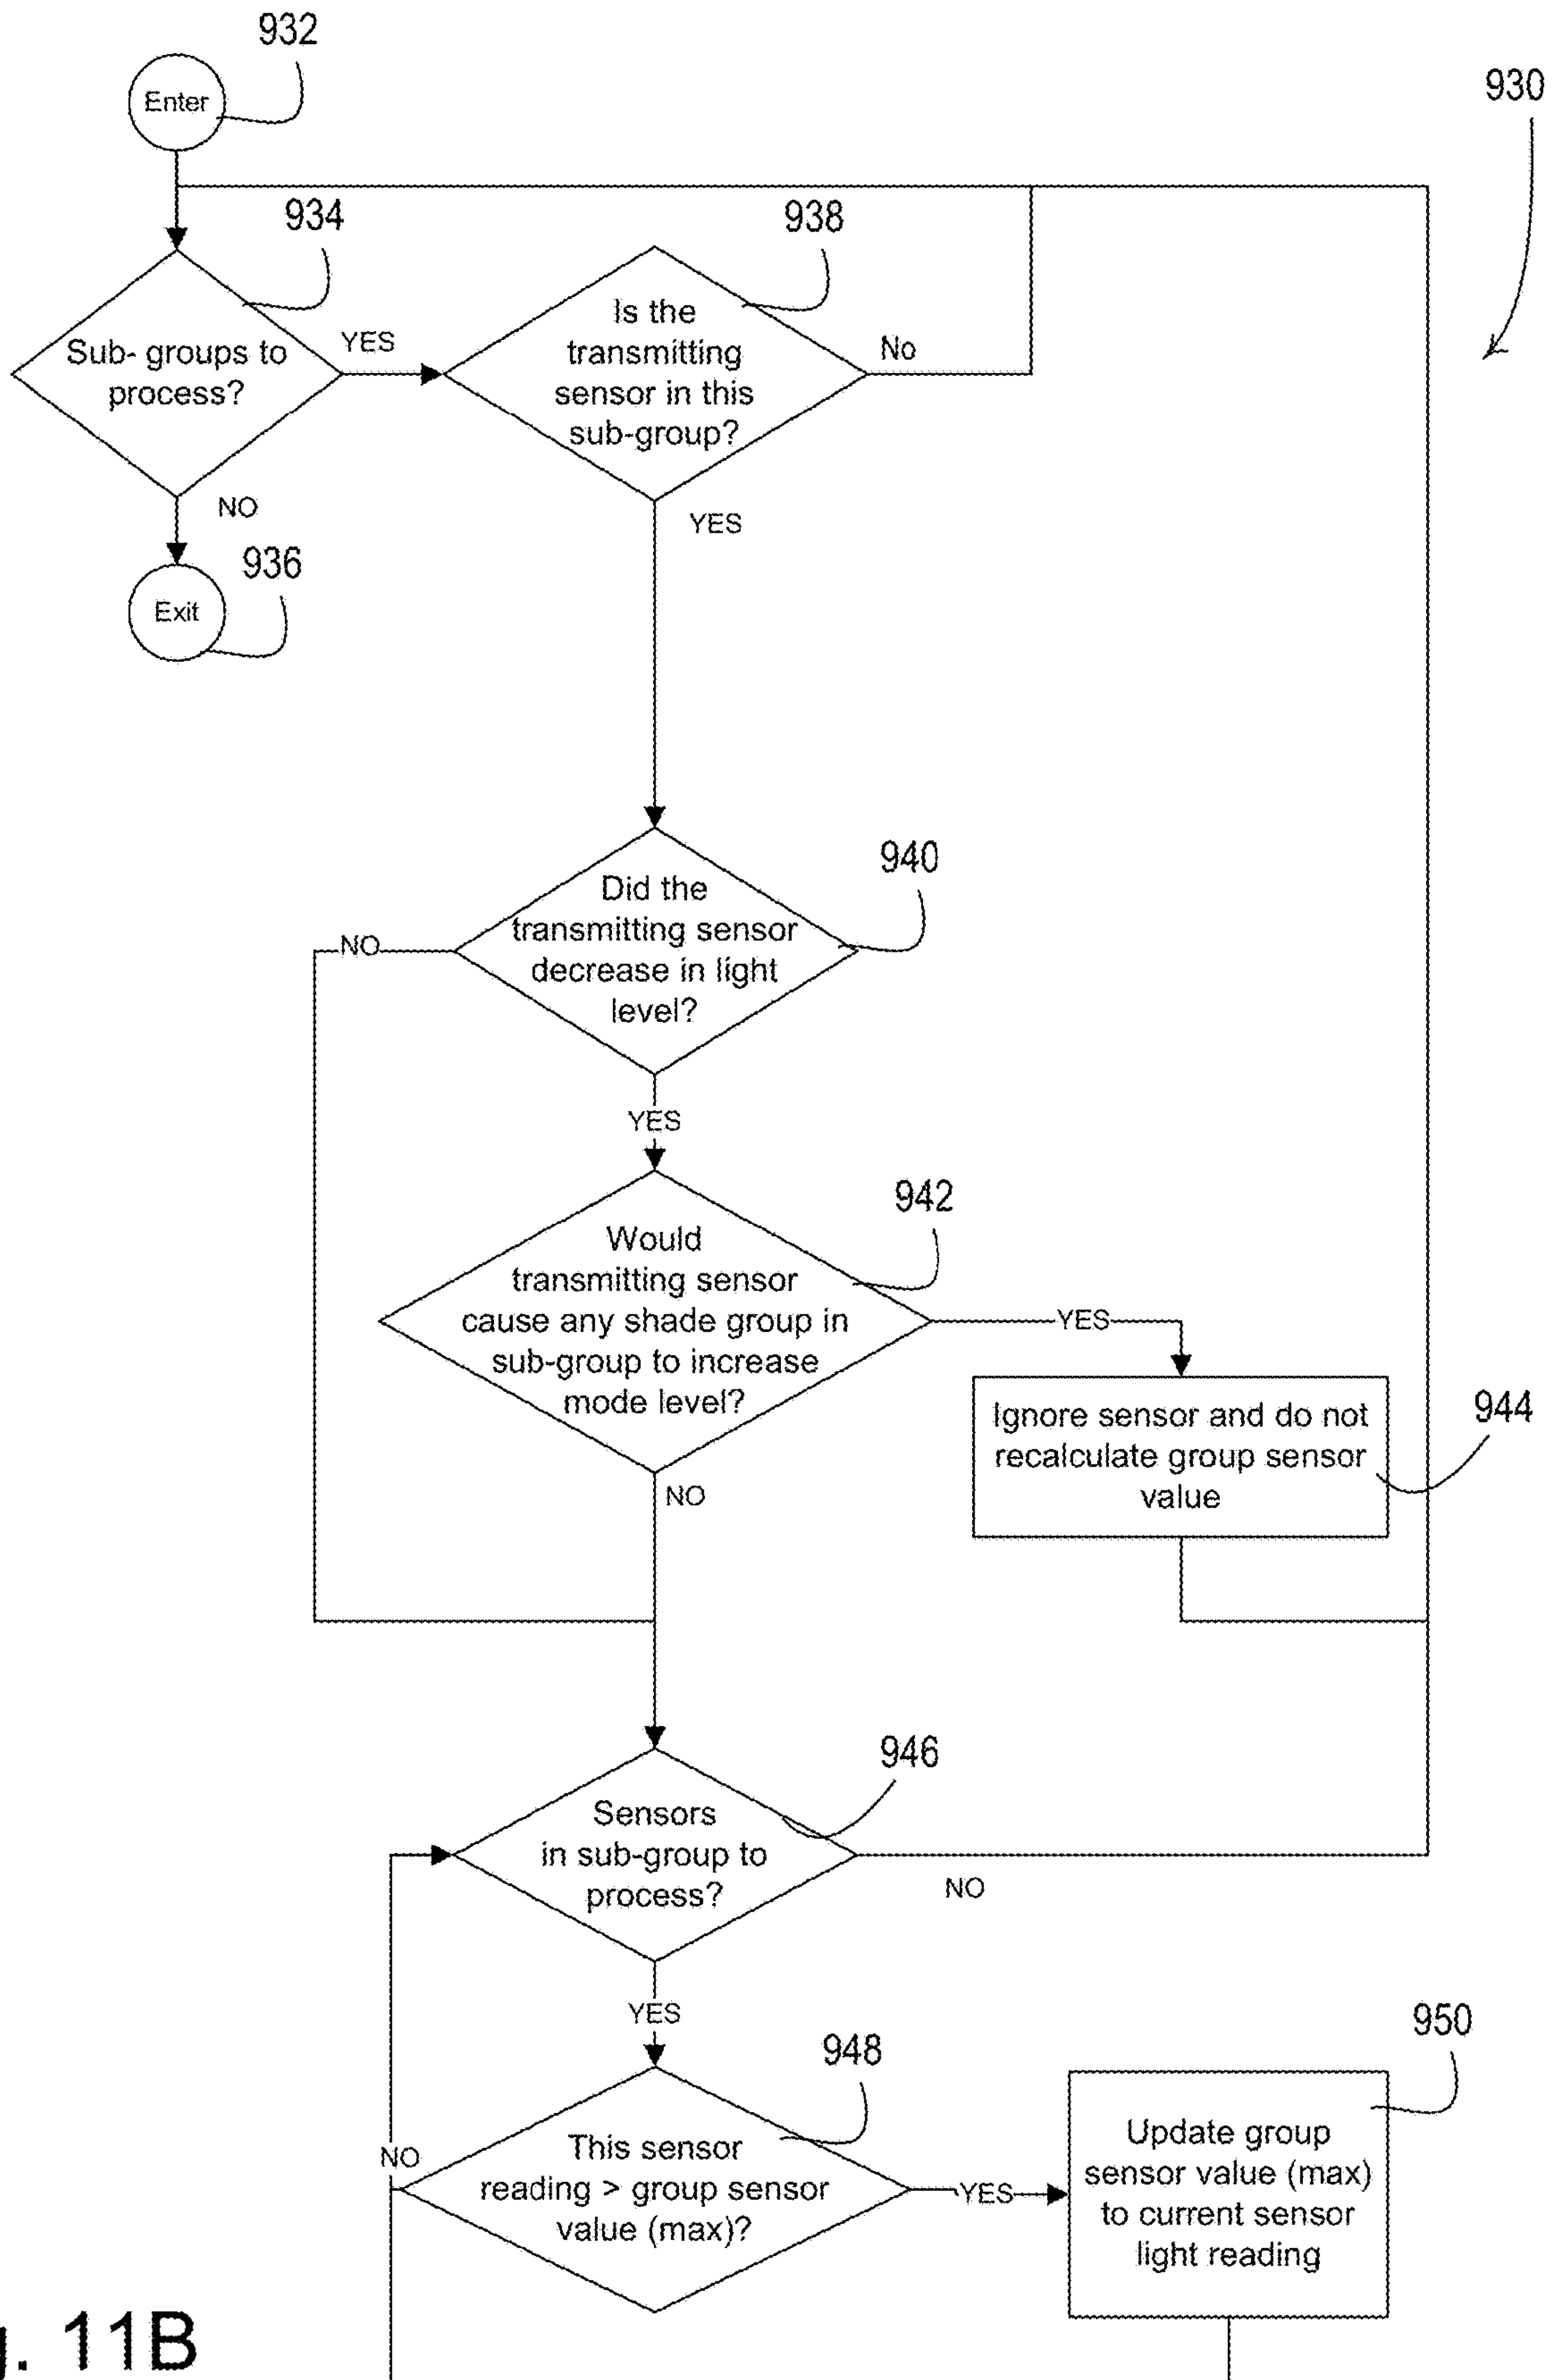 932
Enter
930
934
938
Sub- groups to
process?
YES
Is the
transmitting
sensor in this
sub-group?
No
NO
YES
936
Exit
940
Did the
transmitting sensor
decrease in light
level?
NO
YES
942
Would
transmitting sensor
cause any shade group in
sub-group to increase
mode level?
YES
944
Ignore sensor and do not
recalculate group sensor
value
NO
946
Sensors
in sub-group to
process?
NO
YES
948
950
This sensor
reading > group sensor
value (max)?
NO
YES
Update group
sensor value (max)
to current sensor
light reading
g. 11B